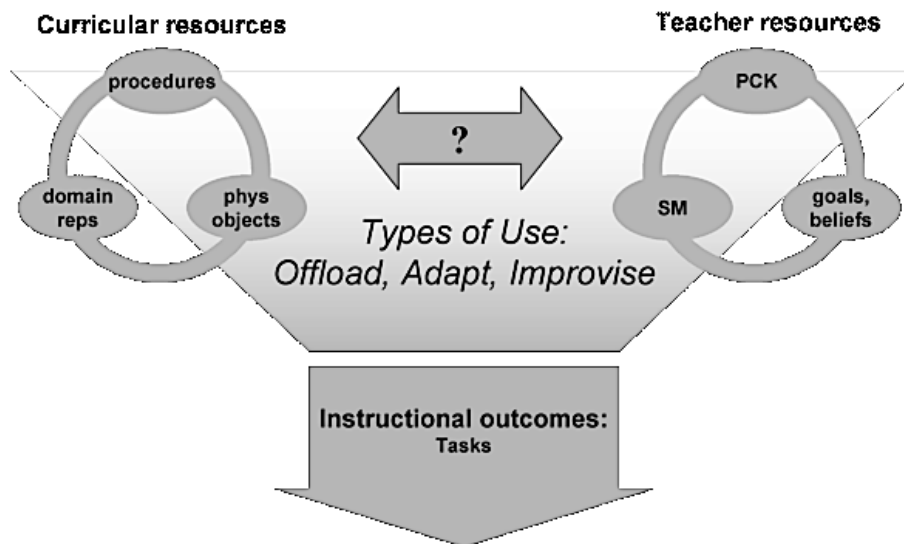 Curricular resources
procedures
domain
reps
phys
objects
?
Types of Use:
Offload, Adapt, Improvise
Teacher resources
PCK
SM
goals,
beliefs
Instructional outcomes:
Tasks